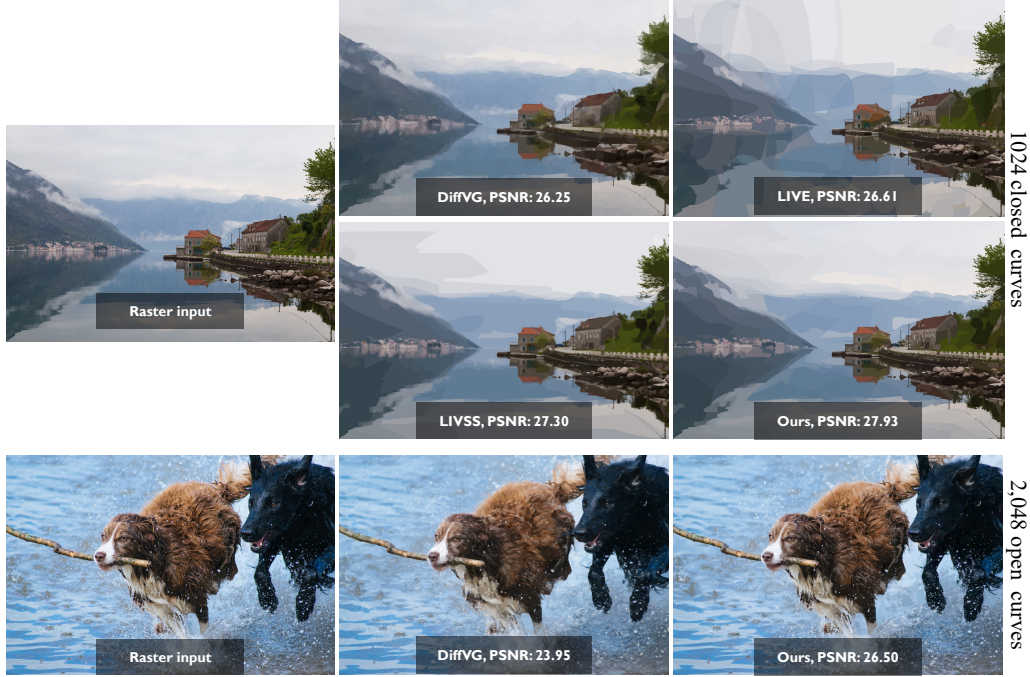 DiffVG, PSNR: 26.25
LIVE, PSNR: 26.61
Raster input
LIVSS, PSNR: 27.30
Ours, PSNR: 27.93
1024 closed curves
Raster input
DiffVG, PSNR: 23.95
Ours, PSNR: 26.50
2,048 open curves